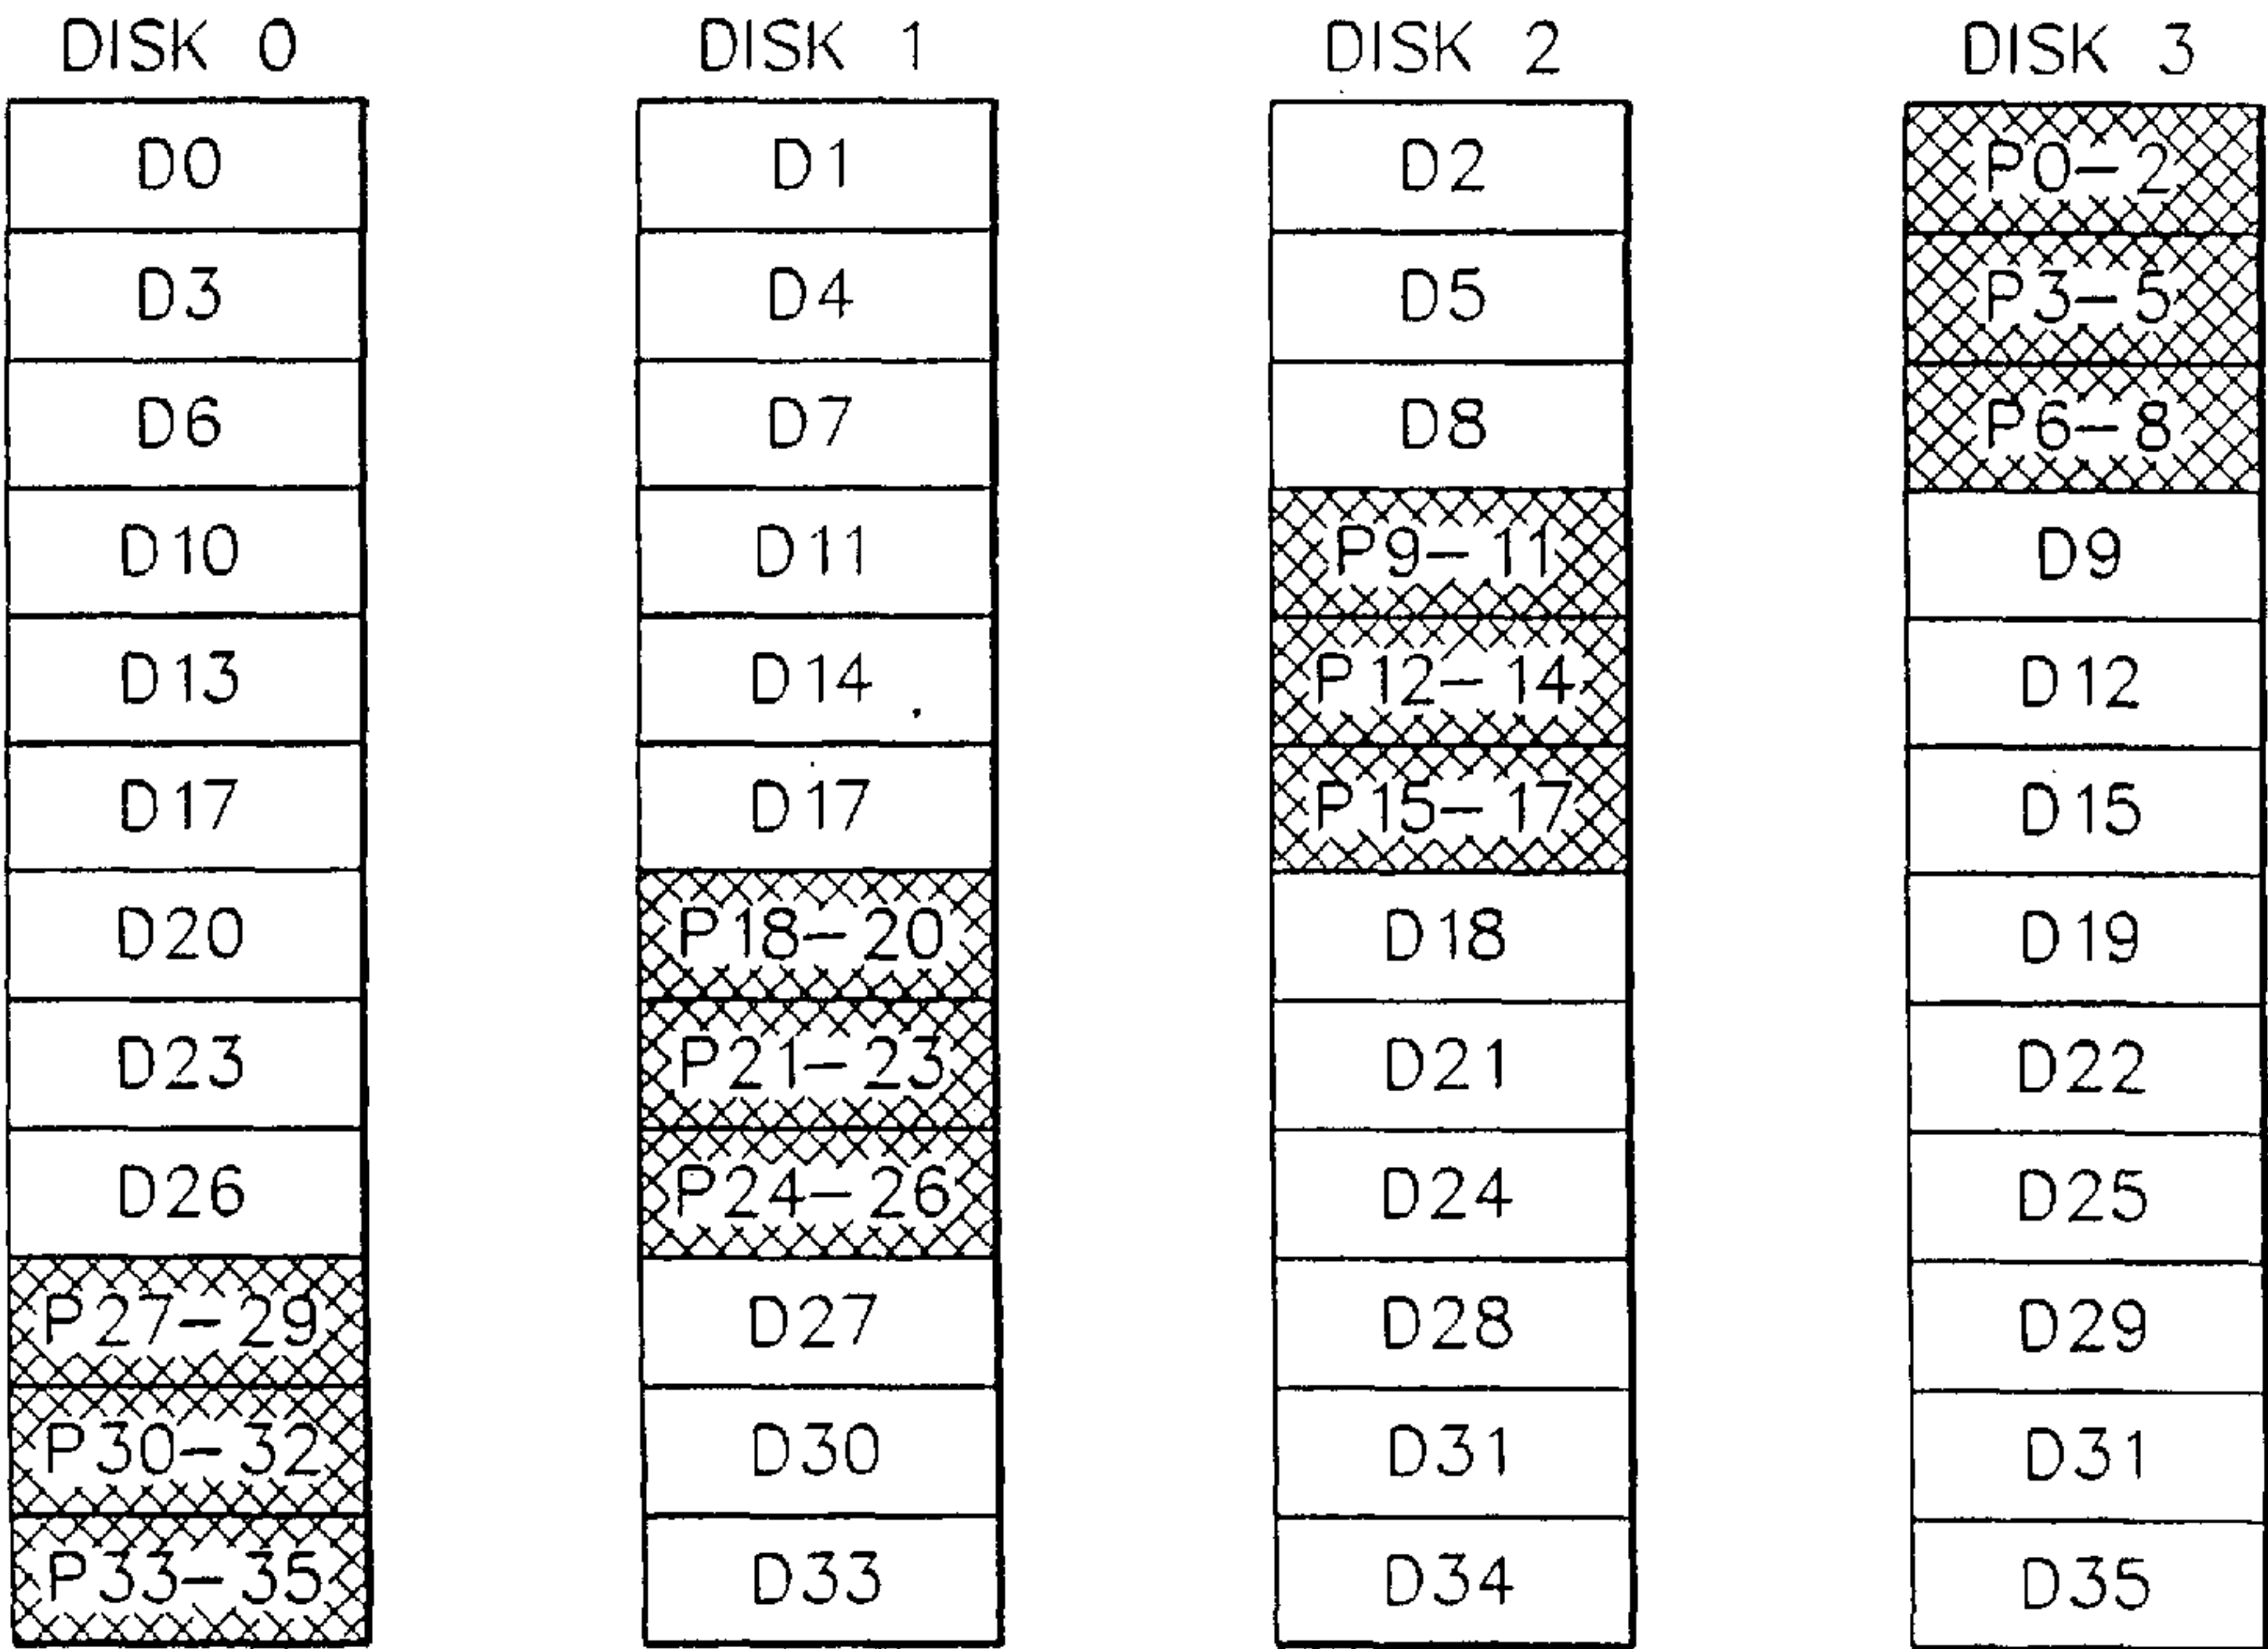 DISK 0 DISK 1 DISK 2 DISK 3
D0 D1 D2 P0-2
D3 D4 D5 P3-5
D6 D7 D8 P6-8
D10 D11 P9-11 D9
D13 D14 P12-14 D12
D17 D17 P15-17 D15
D20 P18-20 D18 D19
D23 P21-23 D21 D22
D26 P24-26 D24 D25
P27-29 D27 D28 D29
P30-32 D30 D31 D31
P33-35 D33 D34 D35